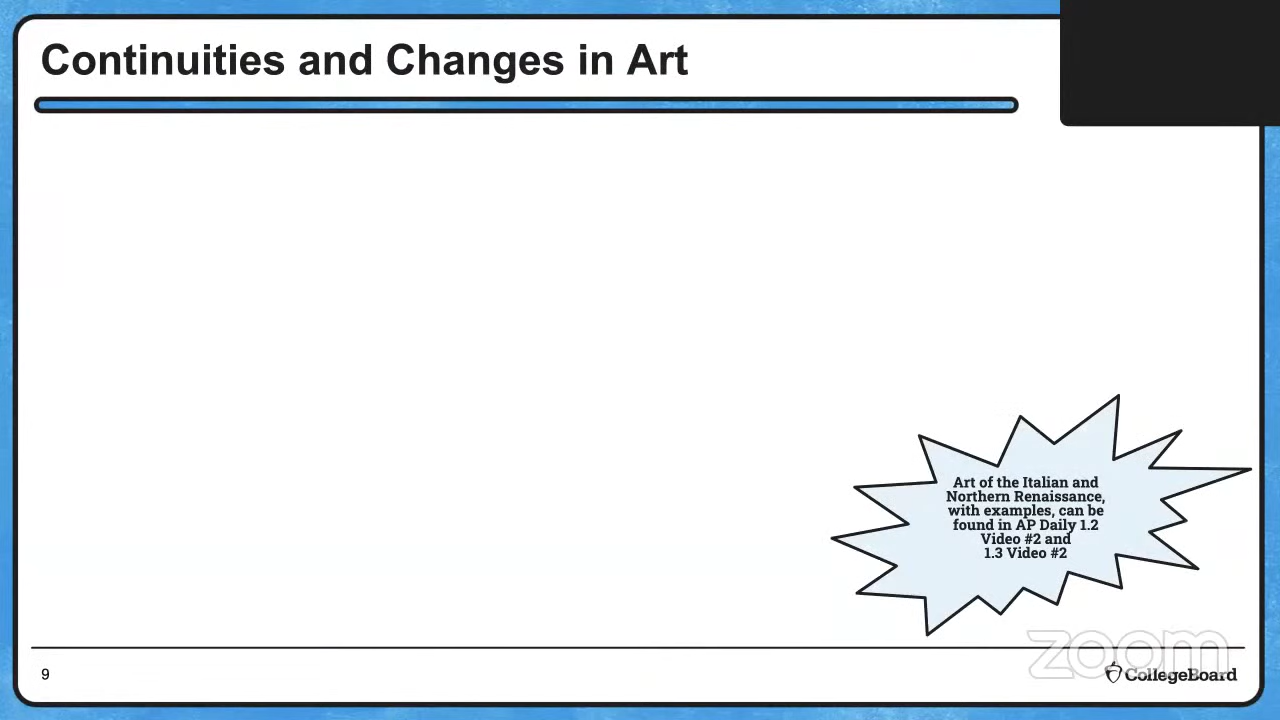 Continuities and Changes in Art
Art of the Italian and
Northern Renaissance,
with examples, can be
found in AP Daily 1.2
Video #2 and
1.3 Video #2
zoom
9
CollegeBoard